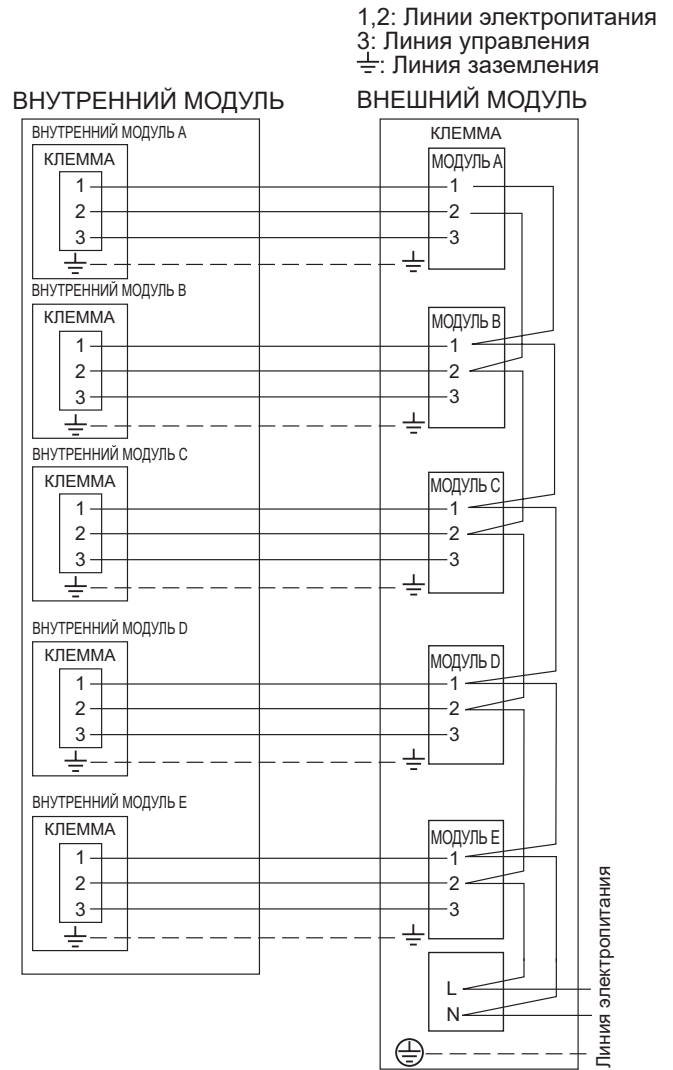 1,2: Линии электропитания
3: Линия управления
⏚: Линия заземления
ВНУТРЕННИЙ МОДУЛЬ
ВНЕШНИЙ МОДУЛЬ
ВНУТРЕННИЙ МОДУЛЬ A
КЛЕММА
1
2
3
КЛЕММА
МОДУЛЬ A
1
2
3
ВНУТРЕННИЙ МОДУЛЬ B
КЛЕММА
1
2
3
МОДУЛЬ B
1
2
3
ВНУТРЕННИЙ МОДУЛЬ C
КЛЕММА
1
2
3
МОДУЛЬ C
1
2
3
ВНУТРЕННИЙ МОДУЛЬ D
КЛЕММА
1
2
3
МОДУЛЬ D
1
2
3
ВНУТРЕННИЙ МОДУЛЬ E
КЛЕММА
1
2
3
МОДУЛЬ E
1
2
3
L
N
Линия электропитания